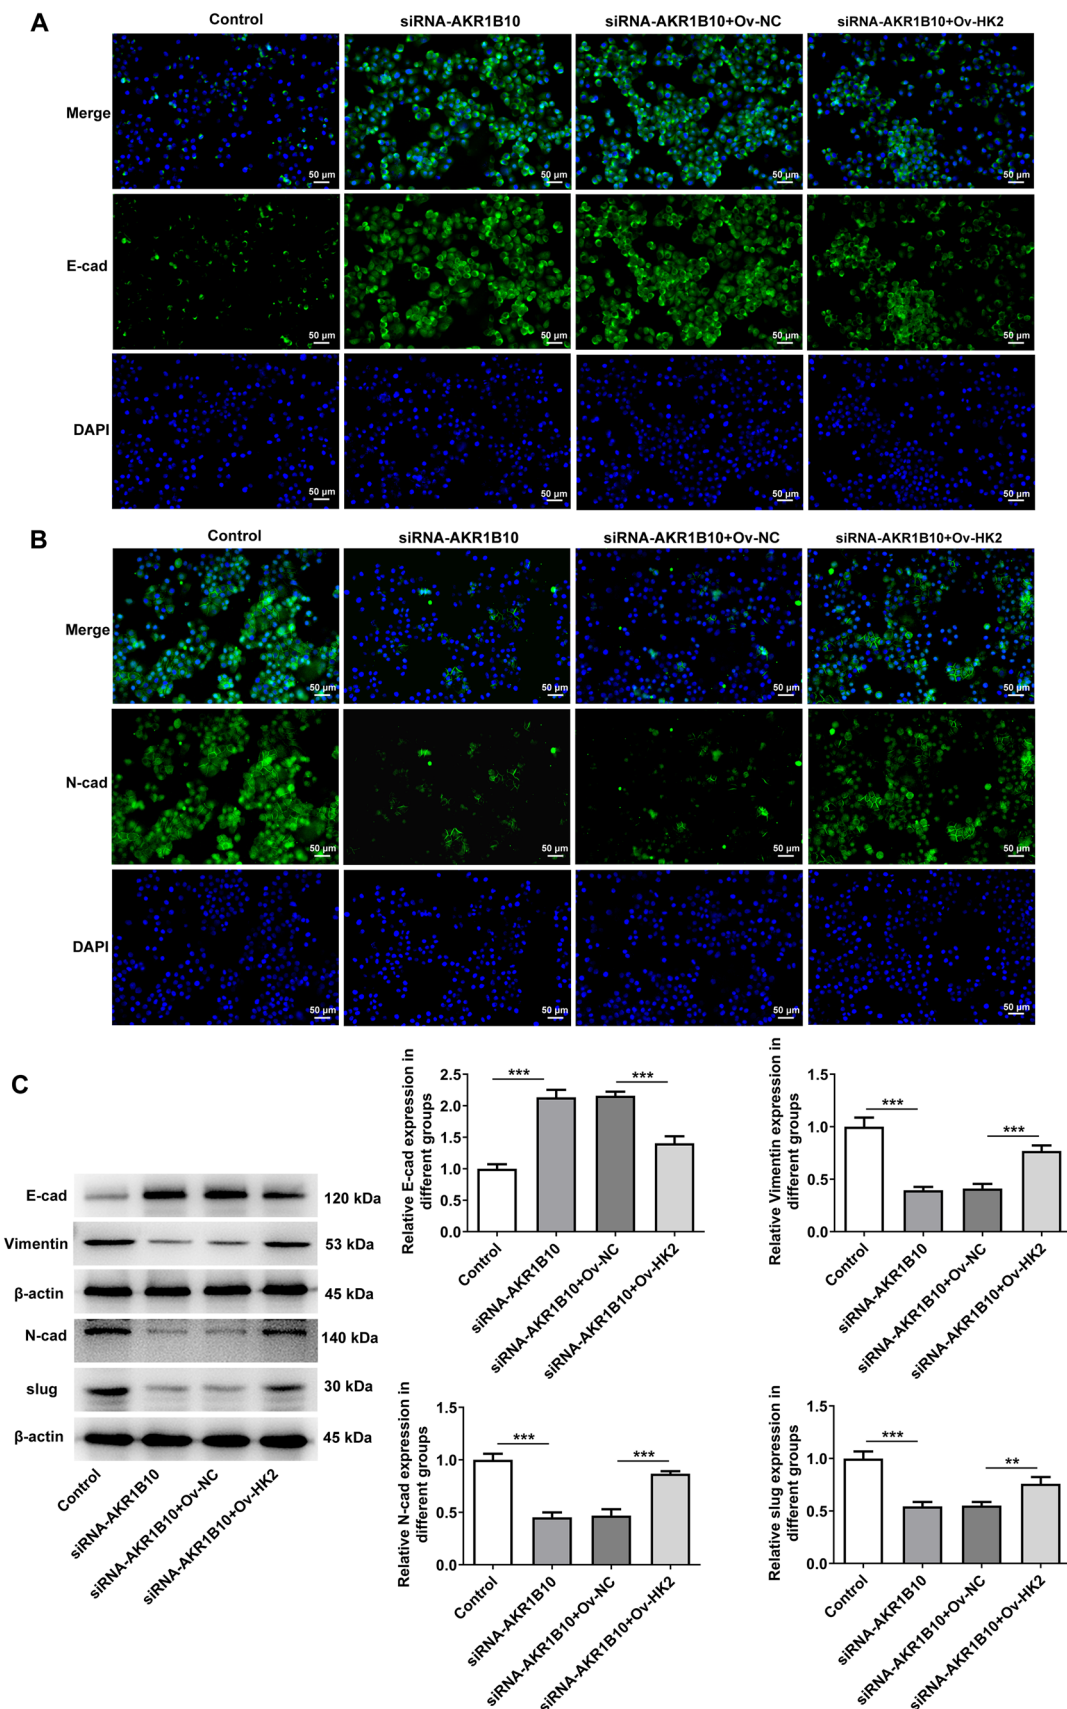 A
Control
siRNA-AKR1B10
siRNA-AKR1B10+Ov-NC
siRNA-AKR1B10+Ov-HK2
Merge
50 µm
50 µm
50 µm
50 µm
E-cad
50 µm
50 µm
50 µm
50 µm
DAPI
50 µm
50 µm
50 µm
50 µm
B
Control
siRNA-AKR1B10
siRNA-AKR1B10+Ov-NC
siRNA-AKR1B10+Ov-HK2
Merge
50 µm
50 µm
50 µm
50 µm
N-cad
50 µm
50 µm
50 µm
50 µm
DAPI
50 µm
50 µm
50 µm
50 µm
C
E-cad
120 kDa
Vimentin
53 kDa
β-actin
45 kDa
N-cad
140 kDa
slug
30 kDa
β-actin
45 kDa
Control
siRNA-AKR1B10
siRNA-AKR1B10+Ov-NC
siRNA-AKR1B10+Ov-HK2
Relative E-cad expression in
different groups
2.5
2.0
1.5
1.0
0.5
0.0
***
***
Control
siRNA-AKR1B10
siRNA-AKR1B10+Ov-NC
siRNA-AKR1B10+Ov-HK2
Relative Vimentin expression in
different groups
1.5
1.0
0.5
0.0
***
***
Control
siRNA-AKR1B10
siRNA-AKR1B10+Ov-NC
siRNA-AKR1B10+Ov-HK2
Relative N-cad expression in
different groups
1.5
1.0
0.5
0.0
***
***
Control
siRNA-AKR1B10
siRNA-AKR1B10+Ov-NC
siRNA-AKR1B10+Ov-HK2
Relative slug expression in
different groups
1.5
1.0
0.5
0.0
***
**
Control
siRNA-AKR1B10
siRNA-AKR1B10+Ov-NC
siRNA-AKR1B10+Ov-HK2